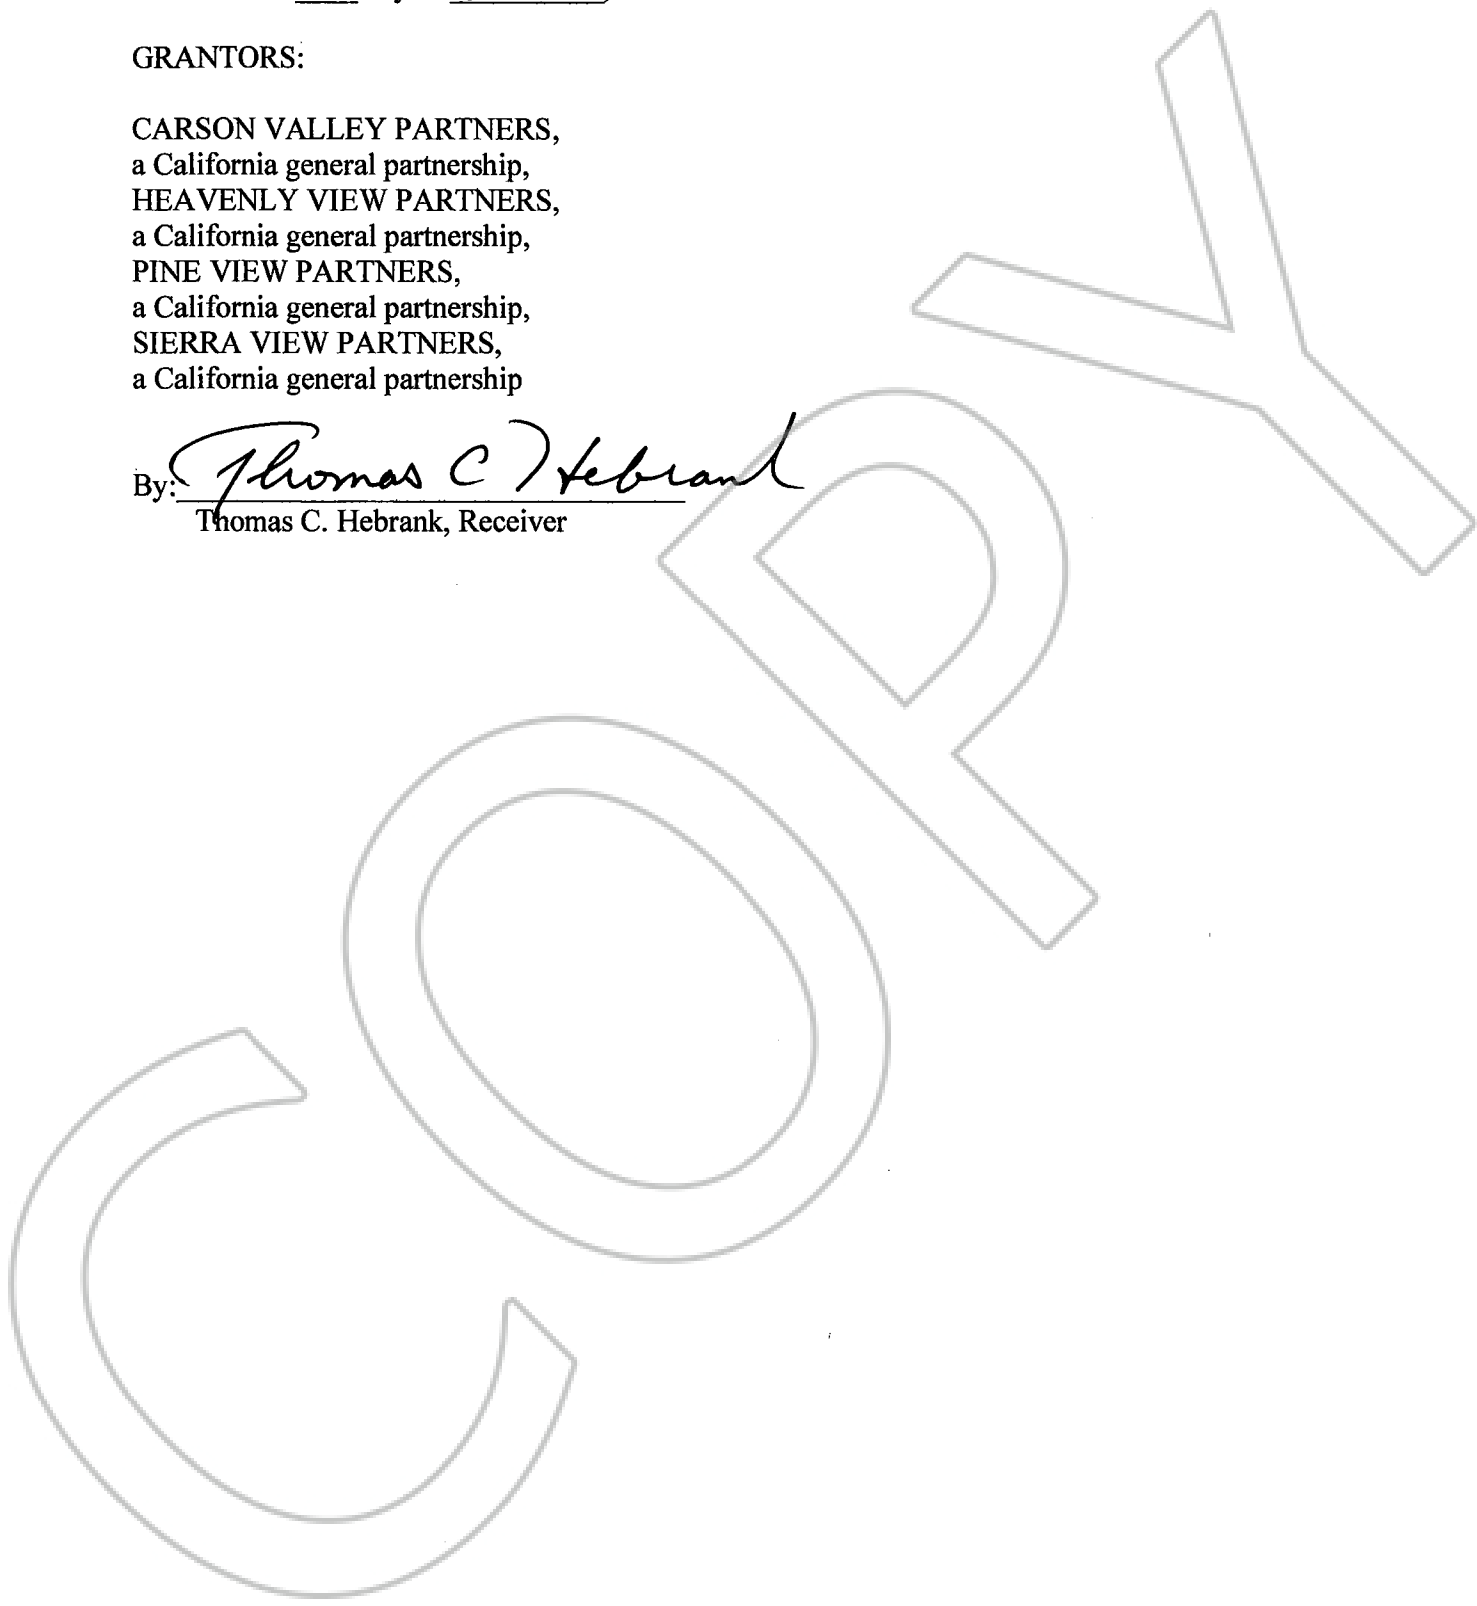 GRANTORS:
CARSON VALLEY PARTNERS,
a California general partnership,
HEAVENLY VIEW PARTNERS,
a California general partnership,
PINE VIEW PARTNERS,
a California general partnership,
SIERRA VIEW PARTNERS,
a California general partnership
By: Thomas C Hebrank
Thomas C. Hebrank, Receiver
COPY